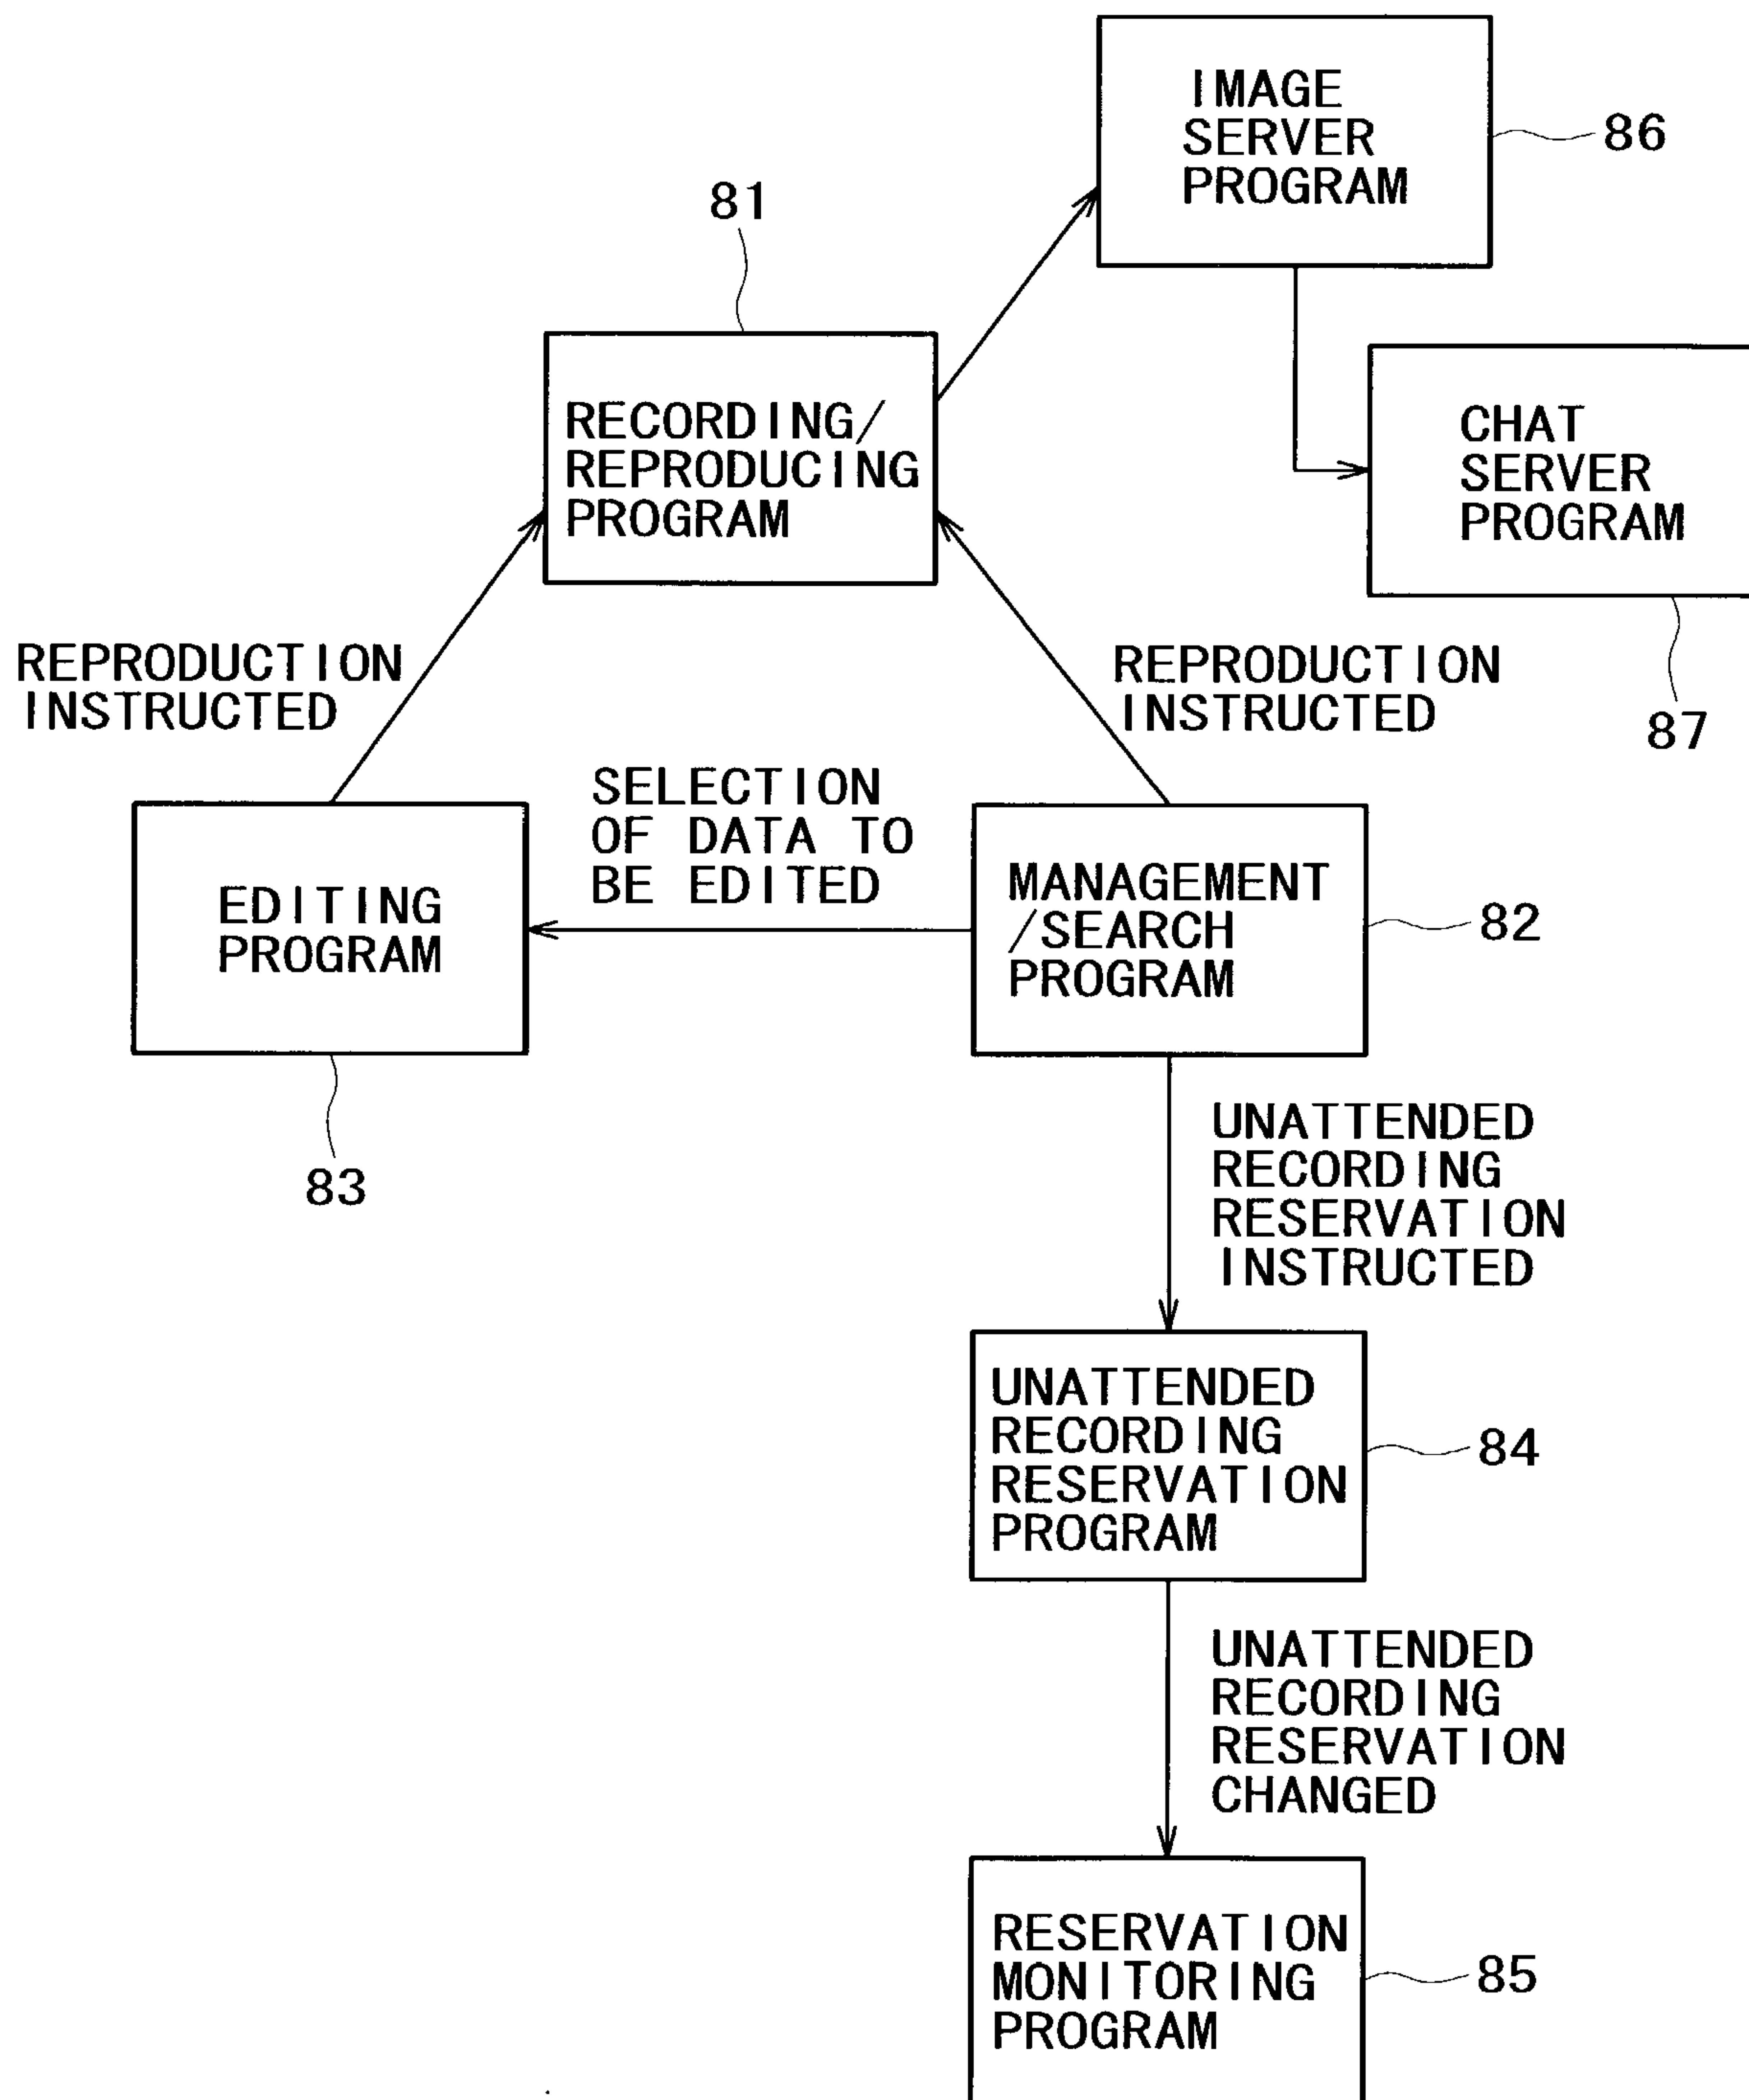 IMAGE
SERVER
PROGRAM
86
81
RECORDING/
REPRODUCING
PROGRAM
CHAT
SERVER
PROGRAM
87
REPRODUCTION
INSTRUCTED
REPRODUCTION
INSTRUCTED
SELECTION
OF DATA TO
BE EDITED
EDITING
PROGRAM
83
MANAGEMENT
/SEARCH
PROGRAM
82
UNATTENDED
RECORDING
RESERVATION
INSTRUCTED
UNATTENDED
RECORDING
RESERVATION
PROGRAM
84
UNATTENDED
RECORDING
RESERVATION
CHANGED
RESERVATION
MONITORING
PROGRAM
85